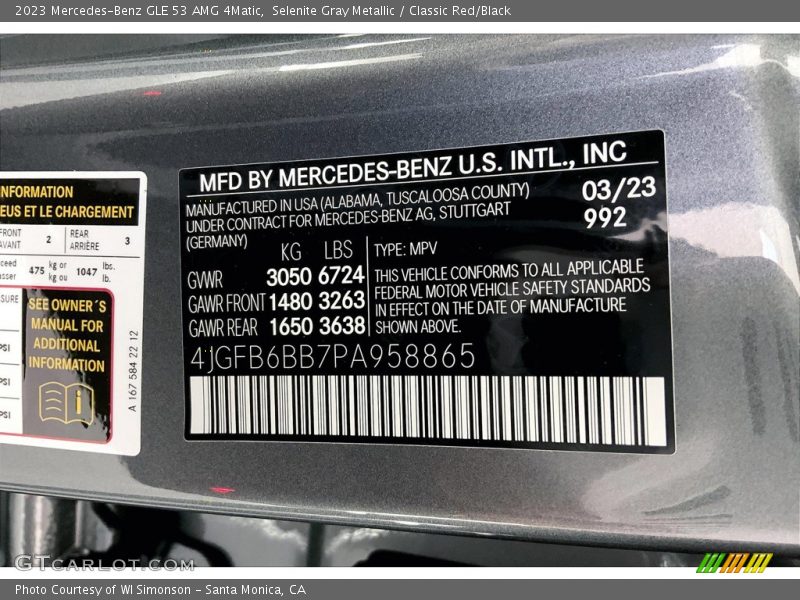 2023 Mercedes-Benz GLE 53 AMG 4Matic, Selenite Gray Metallic / Classic Red/Black
MFD BY MERCEDES-BENZ U.S. INTL., INC
MANUFACTURED IN USA (ALABAMA, TUSCALOOSA COUNTY)
UNDER CONTRACT FOR MERCEDES-BENZ AG, STUTTGART
(GERMANY)
03/23
992
KG LBS
GVWR 3050 6724
GAWR FRONT 1480 3263
GAWR REAR 1650 3638
TYPE: MPV
THIS VEHICLE CONFORMS TO ALL APPLICABLE
FEDERAL MOTOR VEHICLE SAFETY STANDARDS
IN EFFECT ON THE DATE OF MANUFACTURE
SHOWN ABOVE.
4JGFB6BB7PA958865
NFORMATION
EUS ET LE CHARGEMENT
FRONT 2 REAR 3
AVANT ARRIÈRE
ceed 475 kg or 1047 lbs.
asser kg ou lb.
SURE
PSI
PSI
PSI
SEE OWNER´S
MANUAL FOR
ADDITIONAL
INFORMATION
A 167 584 22 12
GTCARLOT.COM
Photo Courtesy of WI Simonson - Santa Monica, CA